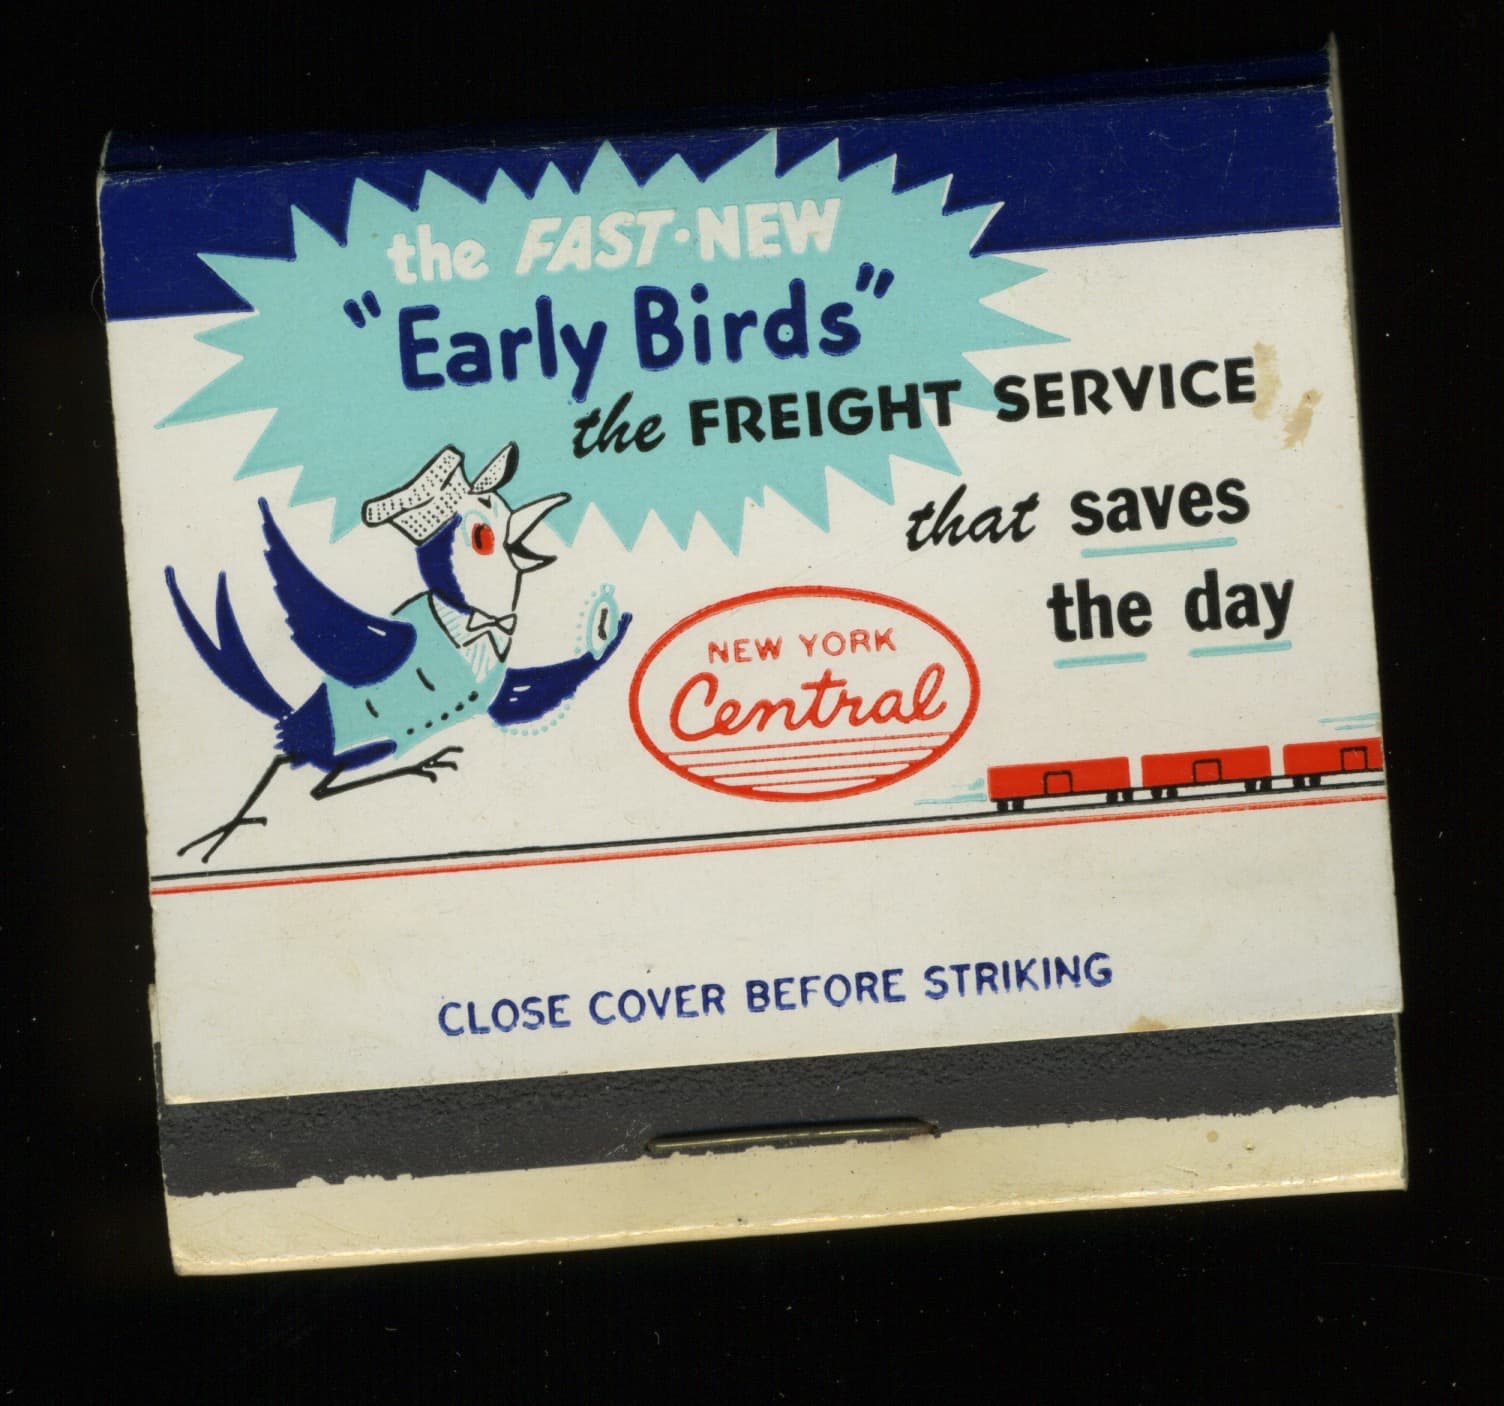 the FAST·NEW
"Early Birds"
the FREIGHT SERVICE
that saves
the day
NEW YORK
Central
CLOSE COVER BEFORE STRIKING